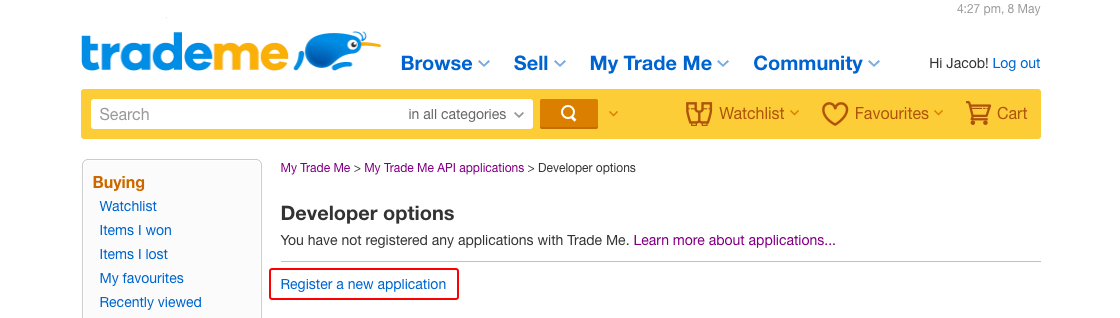 4:27 pm, 8 May
trademe
Browse Sell My Trade Me Community Hi Jacob! Log out
Search in all categories Watchlist Favourites Cart
My Trade Me > My Trade Me API applications > Developer options
Buying
Watchlist
Items I won
Items I lost
My favourites
Recently viewed
Developer options
You have not registered any applications with Trade Me. Learn more about applications...
Register a new application